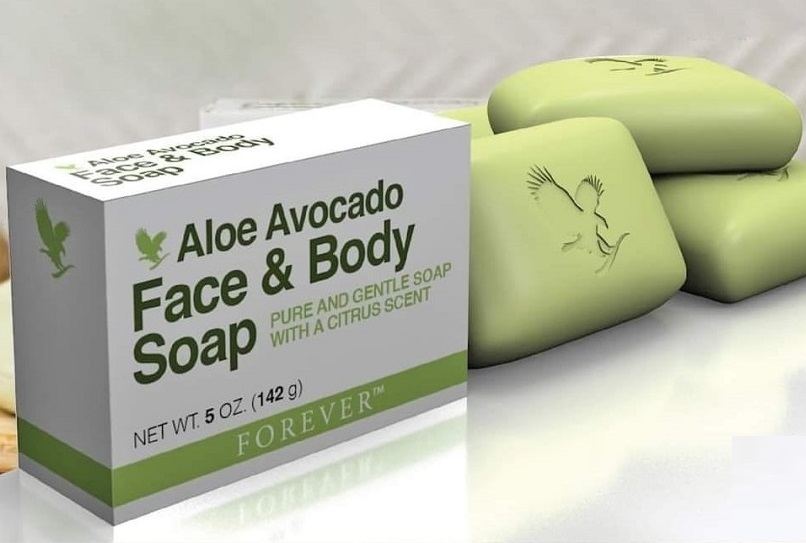 Aloe Avocado
Face & Body
Soap
Aloe Avocado
Face & Body
Soap
PURE AND GENTLE SOAP
WITH A CITRUS SCENT
NET WT. 5 OZ. (142 g)
FOREVER™